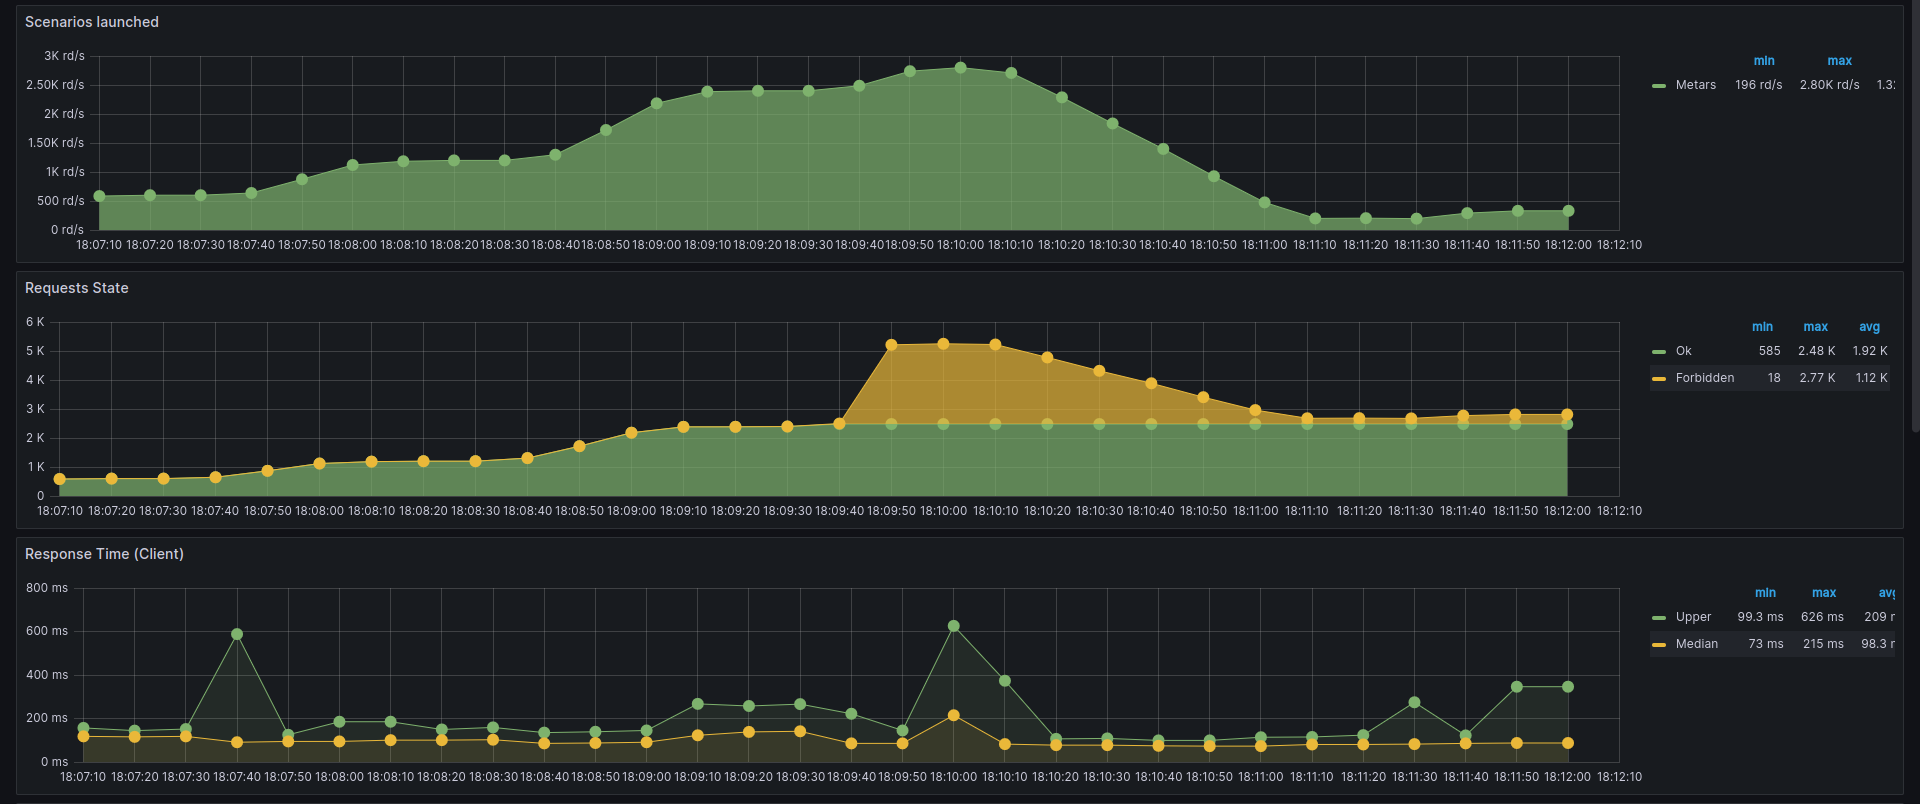 Scenarios launched
min max
3K rd/s
2.50K rd/s
2K rd/s
1.50K rd/s
1K rd/s
500 rd/s
0 rd/s
Metars 196 rd/s 2.80K rd/s
18:07:10 18:07:20 18:07:30 18:07:40 18:07:50 18:08:00 18:08:10 18:08:20 18:08:30 18:08:40 18:08:50 18:09:00 18:09:10 18:09:20 18:09:30 18:09:40 18:09:50 18:10:00 18:10:10 18:10:20 18:10:30 18:10:40 18:10:50 18:11:00 18:11:10 18:11:20 18:11:30 18:11:40 18:11:50 18:12:00 18:12:10
Requests State
6 K
5 K
4 K
3 K
2 K
1 K
0
min max avg
Ok 585 2.48 K 1.92 K
Forbidden 18 2.77 K 1.12 K
18:07:10 18:07:20 18:07:30 18:07:40 18:07:50 18:08:00 18:08:10 18:08:20 18:08:30 18:08:40 18:08:50 18:09:00 18:09:10 18:09:20 18:09:30 18:09:40 18:09:50 18:10:00 18:10:10 18:10:20 18:10:30 18:10:40 18:10:50 18:11:00 18:11:10 18:11:20 18:11:30 18:11:40 18:11:50 18:12:00 18:12:10
Response Time (Client)
800 ms
600 ms
400 ms
200 ms
0 ms
min max avg
Upper 99.3 ms 626 ms 209
Median 73 ms 215 ms 98.3
18:07:10 18:07:20 18:07:30 18:07:40 18:07:50 18:08:00 18:08:10 18:08:20 18:08:30 18:08:40 18:08:50 18:09:00 18:09:10 18:09:20 18:09:30 18:09:40 18:09:50 18:10:00 18:10:10 18:10:20 18:10:30 18:10:40 18:10:50 18:11:00 18:11:10 18:11:20 18:11:30 18:11:40 18:11:50 18:12:00 18:12:10